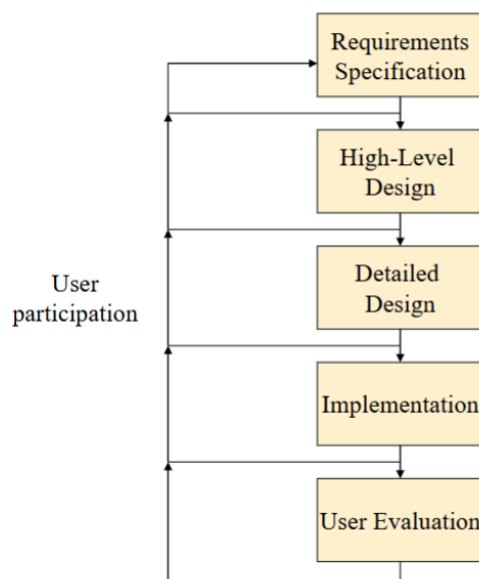 Requirements
Specification
High-Level
Design
Detailed
Design
User
participation
Implementation
User Evaluation